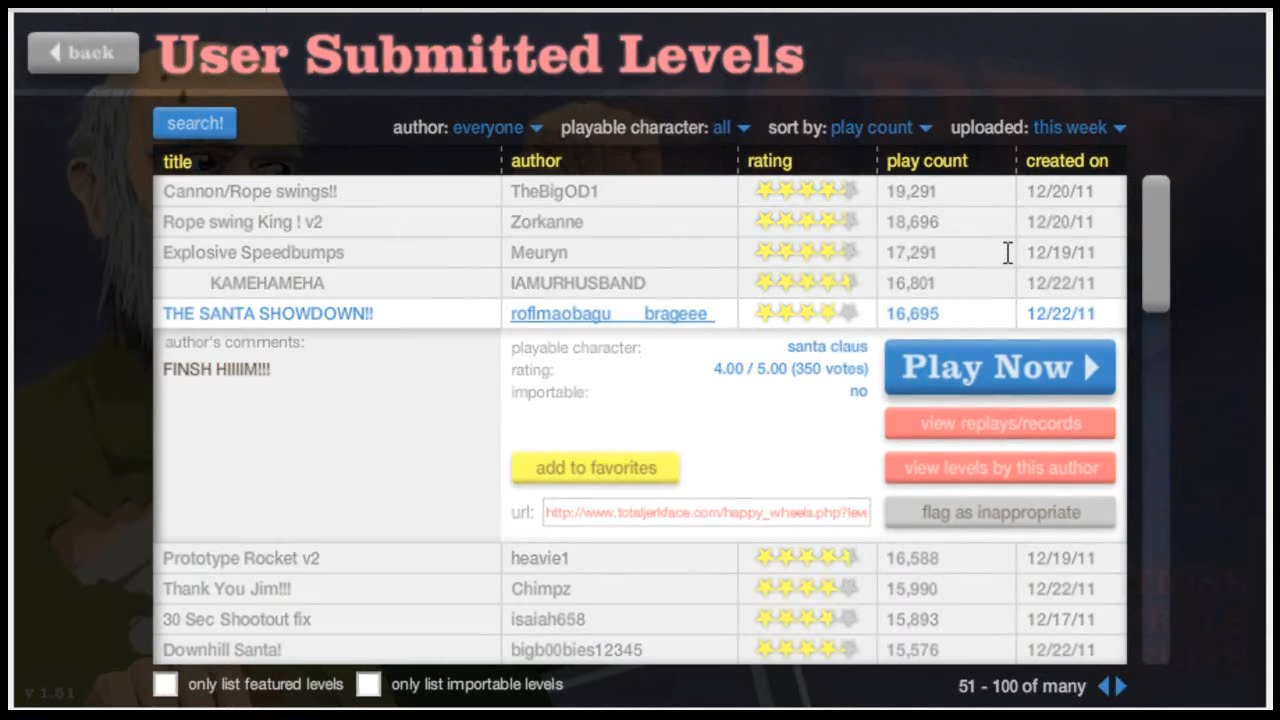 back
User Submitted Levels
search!
author: everyone playable character: all sort by: play count uploaded: this week
title author rating play count created on
Cannon/Rope swings!! TheBigOD1 19,291 12/20/11
Rope swing King ! v2 Zorkanne 18,696 12/20/11
Explosive Speedbumps Meuryn 17,291 12/19/11
KAMEHAMEHA IAMURHUSBAND 16,801 12/22/11
THE SANTA SHOWDOWN!! roflmaobagu brageee 16,695 12/22/11
author's comments:
FINSH HIIIIM!!!
playable character: santa claus
rating: 4.00 / 5.00 (350 votes)
importable: no
add to favorites
url: http://www.totaljerkface.com/happy_wheels.php?lev
Play Now
view replays/records
view levels by this author
flag as inappropriate
Prototype Rocket v2 heavie1 16,588 12/19/11
Thank You Jim!!! Chimpz 15,990 12/22/11
30 Sec Shootout fix isaiah658 15,893 12/17/11
Downhill Santa! bigb00bies12345 15,576 12/22/11
only list featured levels only list importable levels 51 - 100 of many
v 1.51